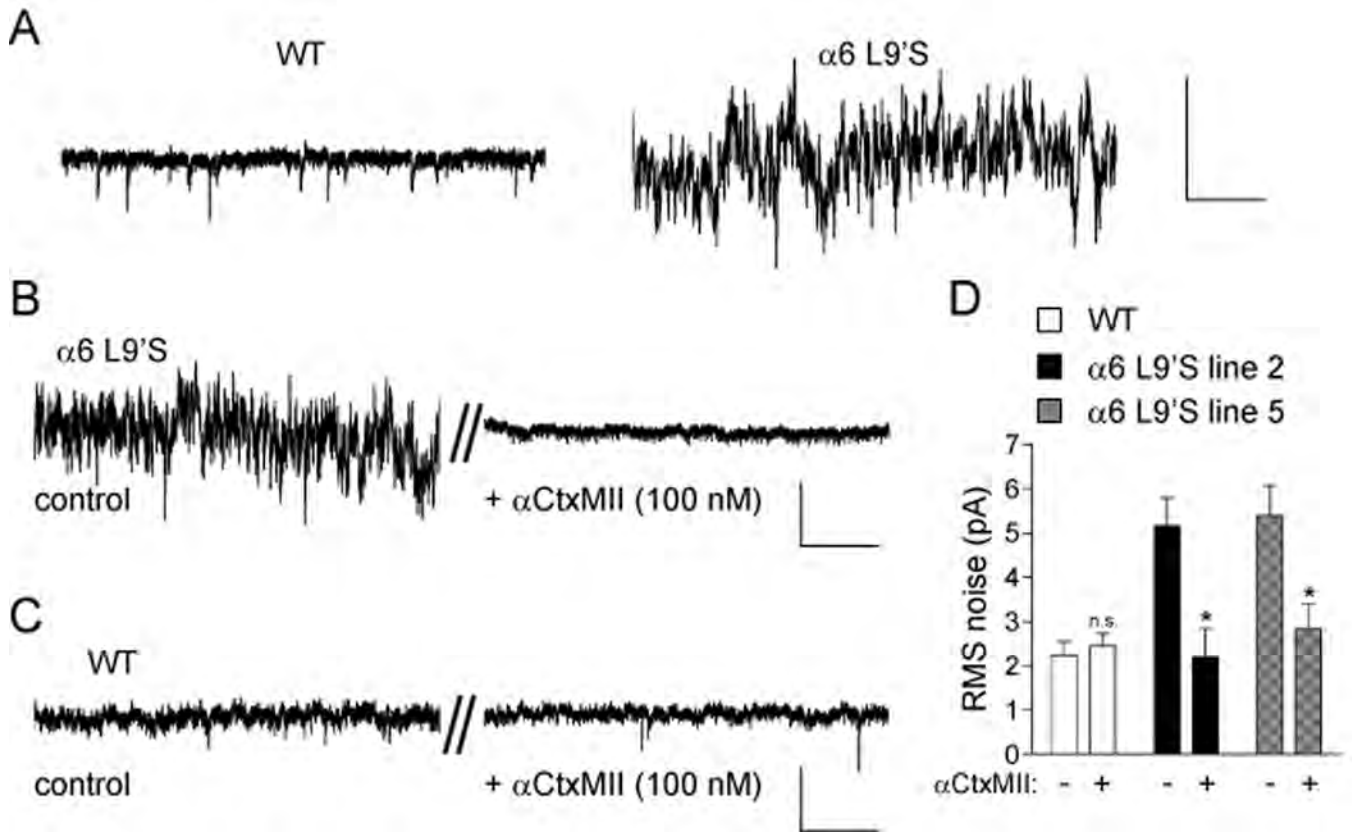 A
WT
α6 L9'S
B
α6 L9'S
control
+ αCtxMII (100 nM)
C
WT
control
+ αCtxMII (100 nM)
D
WT
α6 L9'S line 2
α6 L9'S line 5
RMS noise (pA)
7
6
5
4
3
2
1
0
n.s.
*
*
αCtxMII: - + - + - +